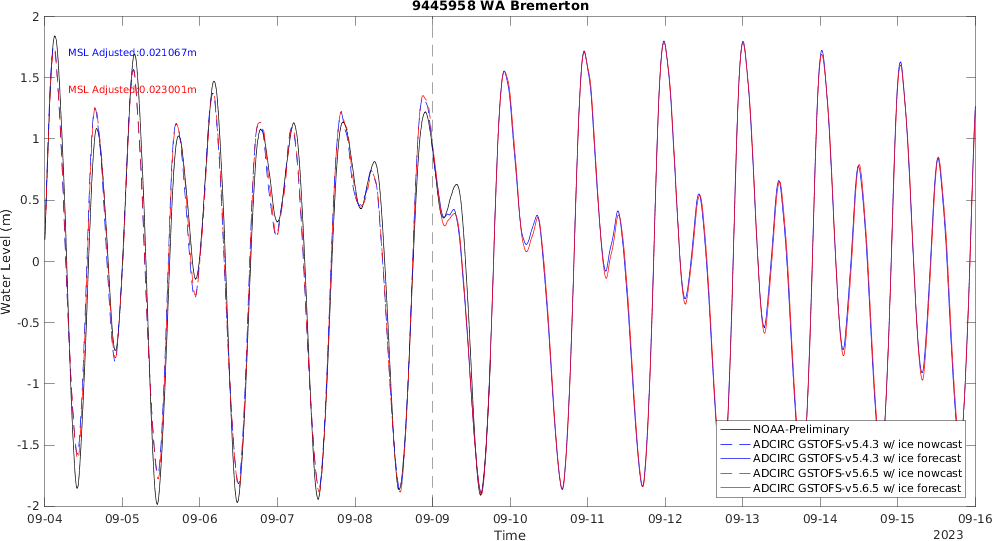 9445958 WA Bremerton
Water Level (m)
2
1.5
1
0.5
0
-0.5
-1
-1.5
-2
MSL Adjusted:0.021067m
MSL Adjusted:0.023001m
NOAA-Preliminary
ADCIRC GSTOFS-v5.4.3 w/ ice nowcast
ADCIRC GSTOFS-v5.4.3 w/ ice forecast
ADCIRC GSTOFS-v5.6.5 w/ ice nowcast
ADCIRC GSTOFS-v5.6.5 w/ ice forecast
09-04 09-05 09-06 09-07 09-08 09-09 09-10 09-11 09-12 09-13 09-14 09-15 09-16
Time
2023